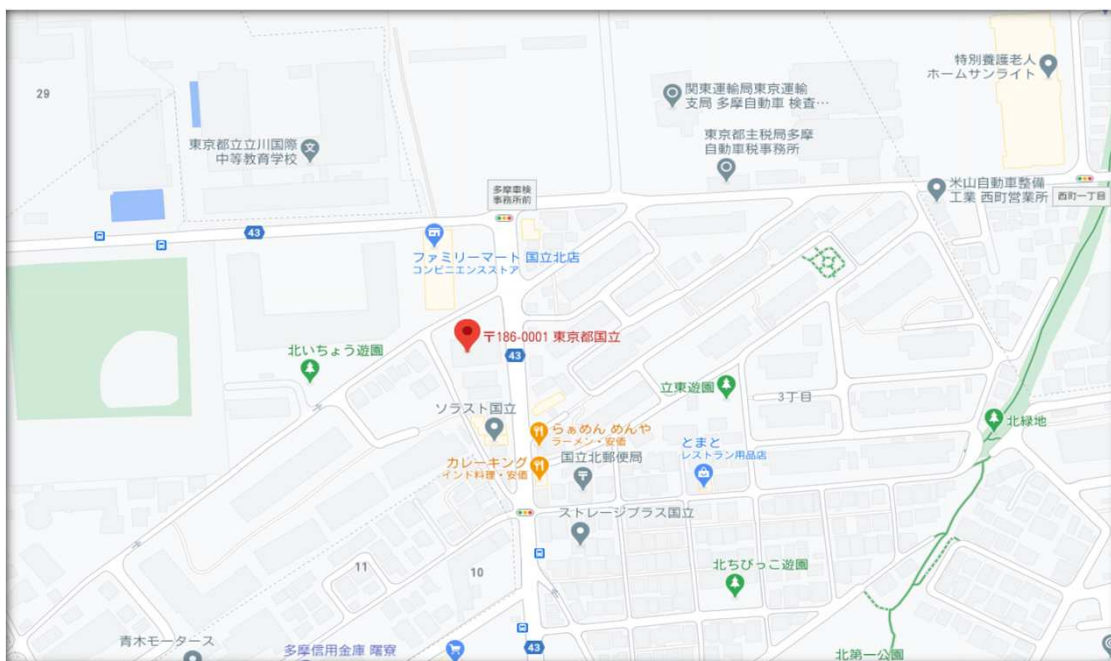 特別養護老人
ホームサンライト
29
関東運輸局東京運輸
支局 多摩自動車 検査…
東京都立立川国際
中等教育学校
東京都主税局多摩
自動車税事務所
多摩車検
事務所前
米山自動車整備
工業 西町営業所
西町一丁目
43
ファミリーマート 国立北店
コンビニエンスストア
〒186-0001 東京都国立
43
北いちょう遊園
立東遊園
3丁目
ソラスト国立
北緑地
らぁめん めんや
ラーメン・安価
とまと
レストラン用品店
カレーキング
インド料理・安価
国立北郵便局
ストレージプラス国立
11
10
北ちびっこ遊園
青木モータース
多摩信用金庫 曙寮
43
北第一公園